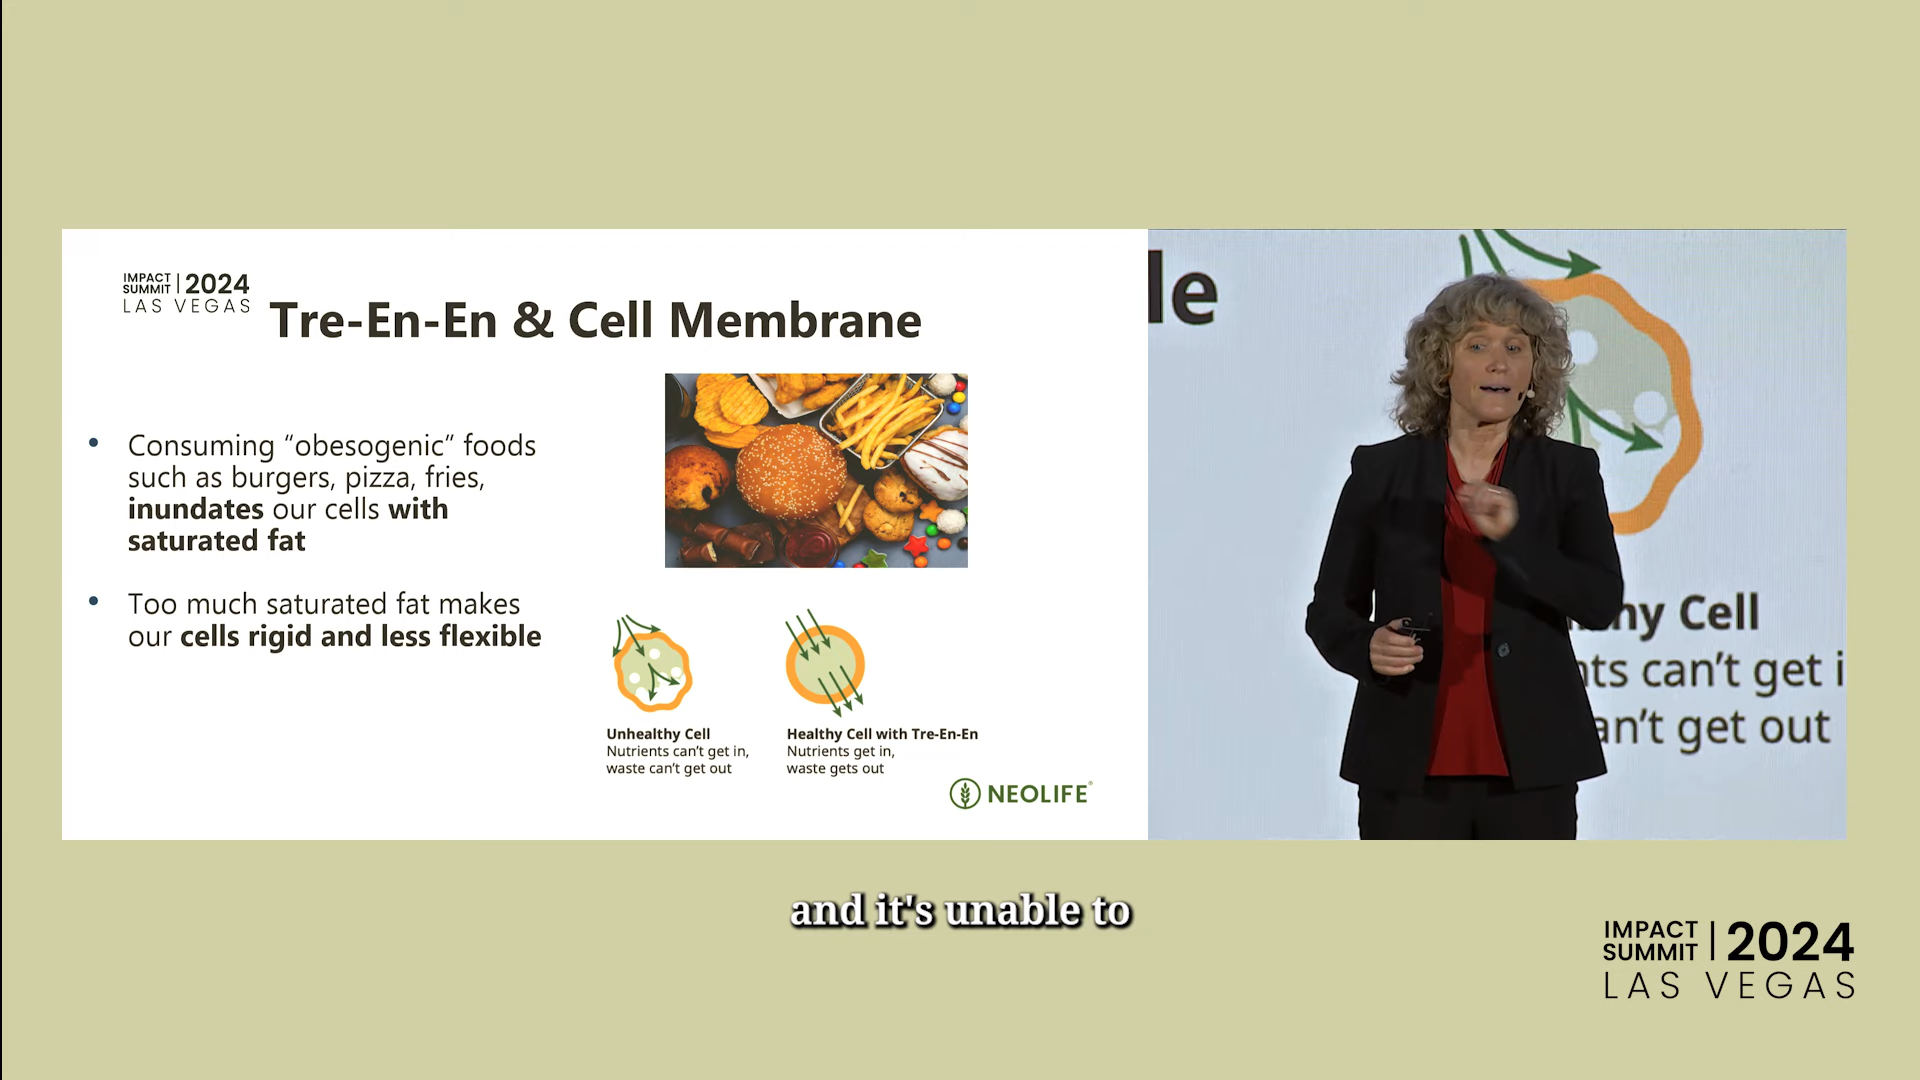 IMPACT
SUMMIT | 2024
LAS VEGAS
Tre-En-En & Cell Membrane
• Consuming “obesogenic” foods
such as burgers, pizza, fries,
inundates our cells with
saturated fat
• Too much saturated fat makes
our cells rigid and less flexible
Unhealthy Cell
Nutrients can’t get in,
waste can’t get out
Healthy Cell with Tre-En-En
Nutrients get in,
waste gets out
NEOLIFE
le
hy Cell
nts can’t get i
an’t get out
and it's unable to
IMPACT
SUMMIT | 2024
LAS VEGAS